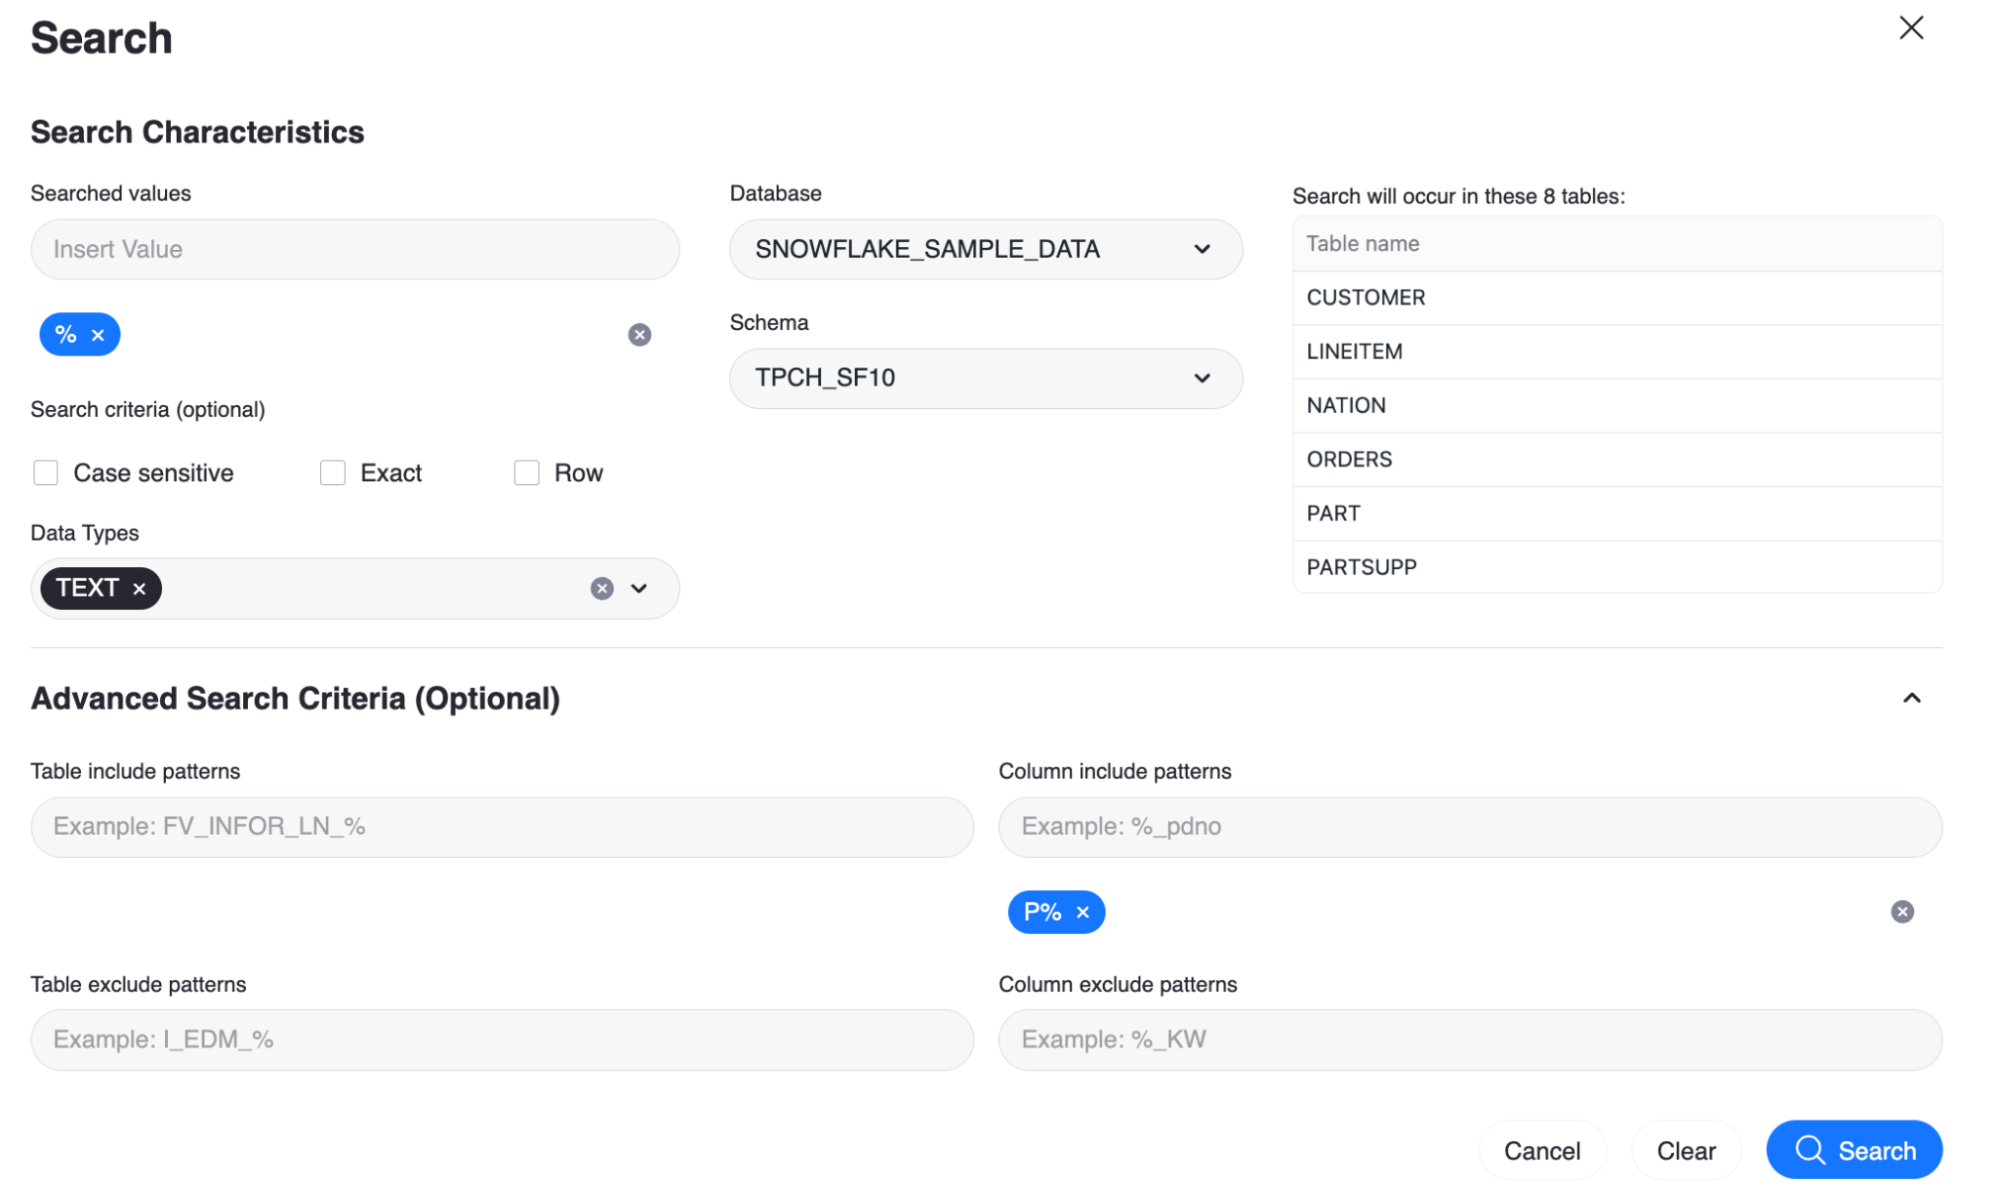 Search
Search Characteristics
Searched values
Insert Value
%
Search criteria (optional)
Case sensitive
Exact
Row
Data Types
TEXT
Database
SNOWFLAKE_SAMPLE_DATA
Schema
TPCH_SF10
Search will occur in these 8 tables:
Table name
CUSTOMER
LINEITEM
NATION
ORDERS
PART
PARTSUPP
Advanced Search Criteria (Optional)
Table include patterns
Example: FV_INFOR_LN_%
Column include patterns
Example: %_pdno
P%
Table exclude patterns
Example: I_EDM_%
Column exclude patterns
Example: %_KW
Cancel
Clear
Search